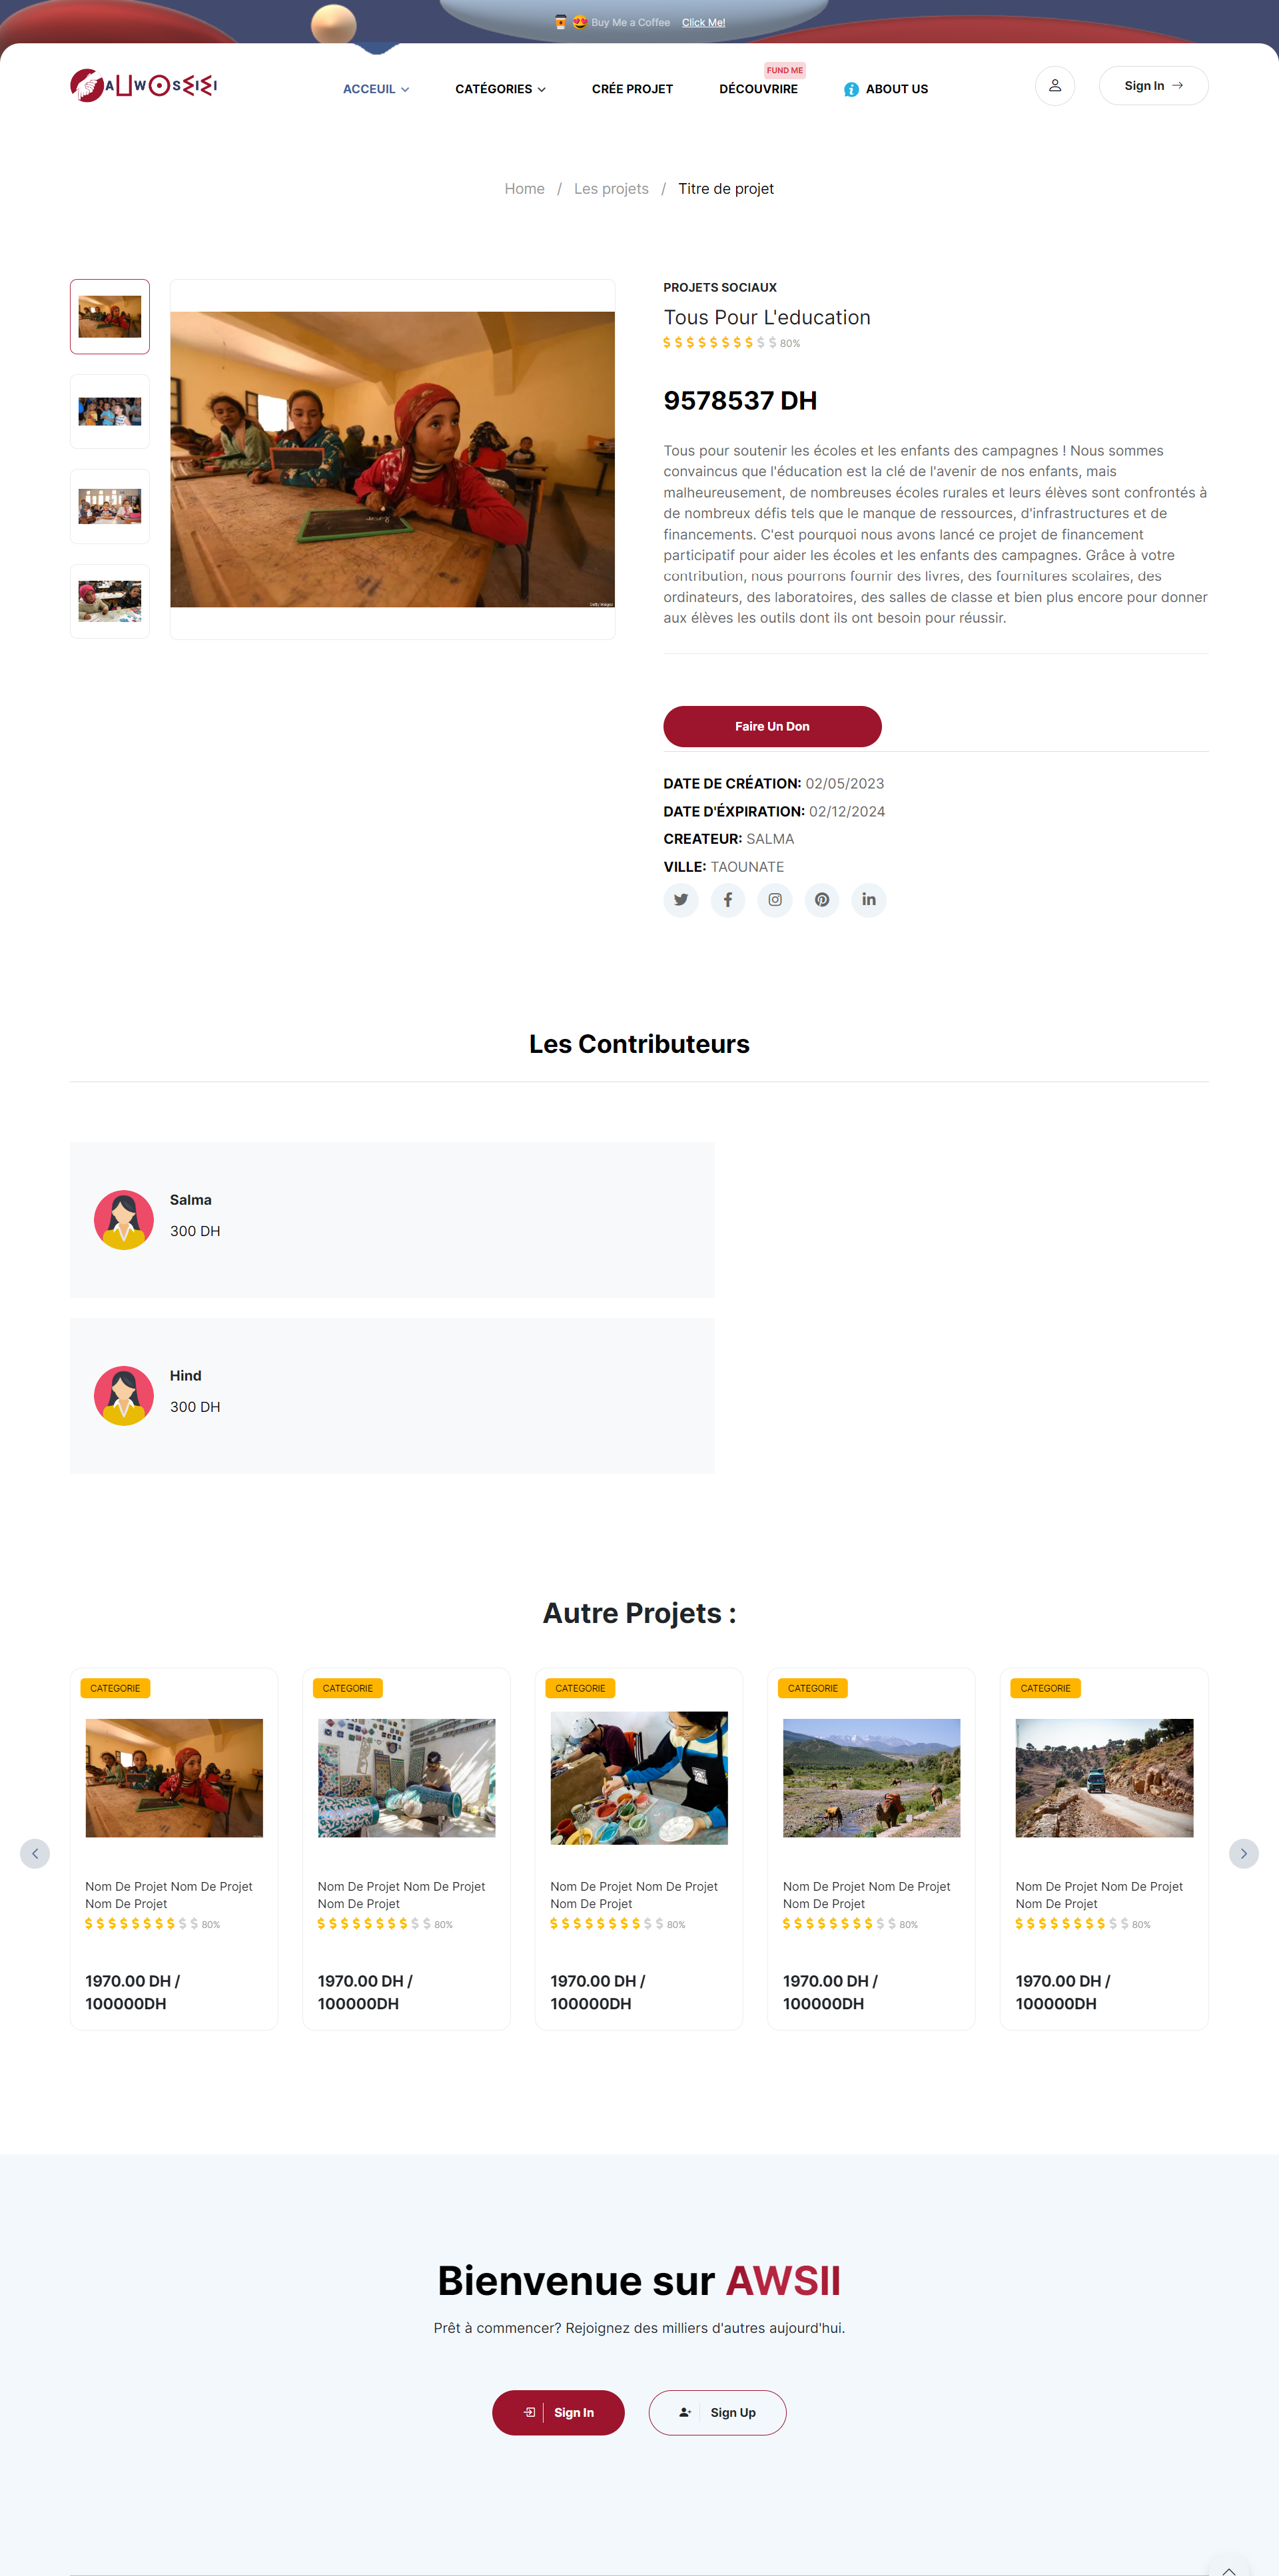 Buy Me a Coffee Click Me!
FUND ME
ACCEUIL CATÉGORIES CRÉE PROJET DÉCOUVRIRE ABOUT US Sign In
Home / Les projets / Titre de projet
PROJETS SOCIAUX
Tous Pour L'education
80%
9578537 DH
Tous pour soutenir les écoles et les enfants des campagnes ! Nous sommes
convaincus que l'éducation est la clé de l'avenir de nos enfants, mais
malheureusement, de nombreuses écoles rurales et leurs élèves sont confrontés à
de nombreux défis tels que le manque de ressources, d'infrastructures et de
financements. C'est pourquoi nous avons lancé ce projet de financement
participatif pour aider les écoles et les enfants des campagnes. Grâce à votre
contribution, nous pourrons fournir des livres, des fournitures scolaires, des
ordinateurs, des laboratoires, des salles de classe et bien plus encore pour donner
aux élèves les outils dont ils ont besoin pour réussir.
Faire Un Don
DATE DE CRÉATION: 02/05/2023
DATE D'ÉXPIRATION: 02/12/2024
CREATEUR: SALMA
VILLE: TAOUNATE
Les Contributeurs
Salma
300 DH
Hind
300 DH
Autre Projets :
CATEGORIE
Nom De Projet Nom De Projet
Nom De Projet
80%
1970.00 DH /
100000DH
CATEGORIE
Nom De Projet Nom De Projet
Nom De Projet
80%
1970.00 DH /
100000DH
CATEGORIE
Nom De Projet Nom De Projet
Nom De Projet
80%
1970.00 DH /
100000DH
CATEGORIE
Nom De Projet Nom De Projet
Nom De Projet
80%
1970.00 DH /
100000DH
CATEGORIE
Nom De Projet Nom De Projet
Nom De Projet
80%
1970.00 DH /
100000DH
Bienvenue sur AWSII
Prêt à commencer? Rejoignez des milliers d'autres aujourd'hui.
Sign In
Sign Up